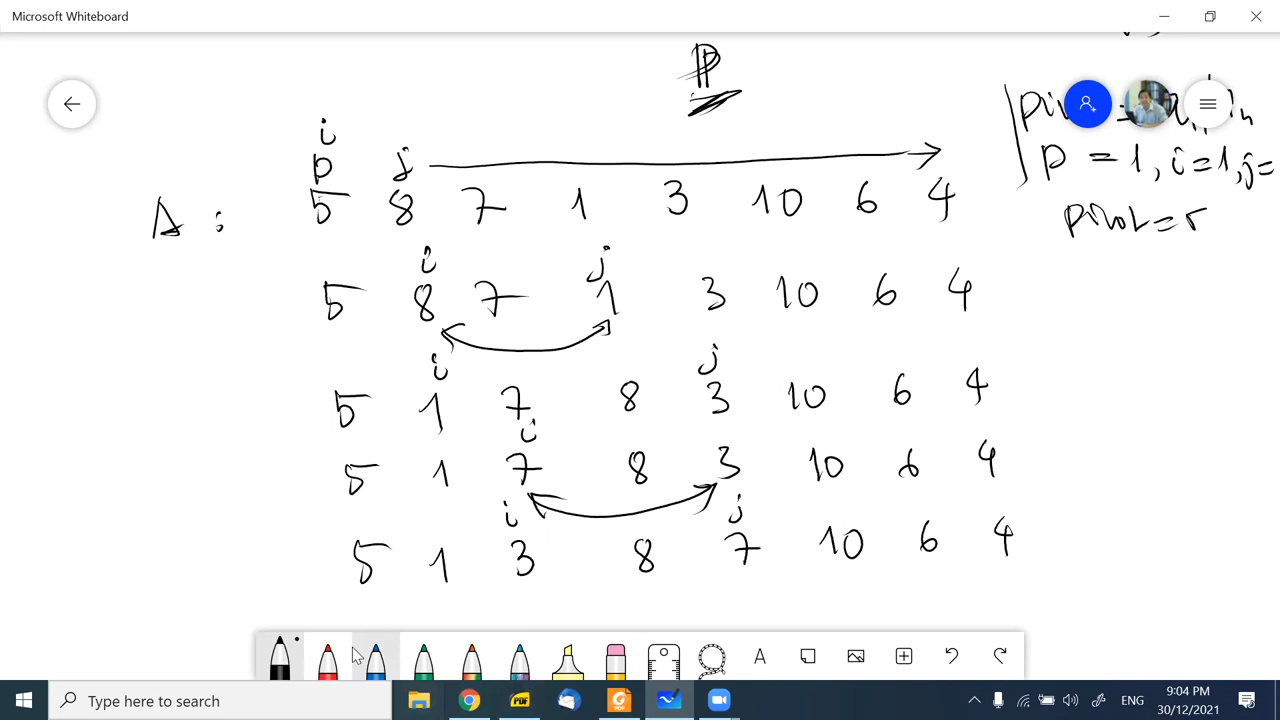 Microsoft Whiteboard
P
i
p j
A : 5 8 7 1 3 10 6 4
p = 1, i=1, j=
pivot = 5
i j
5 8 7 1 3 10 6 4
i j
5 1 7 8 3 10 6 4
i
5 1 7 8 3 10 6 4
i j
5 1 3 8 7 10 6 4
A
Type here to search
PDF
PDF
ENG
9:04 PM
30/12/2021